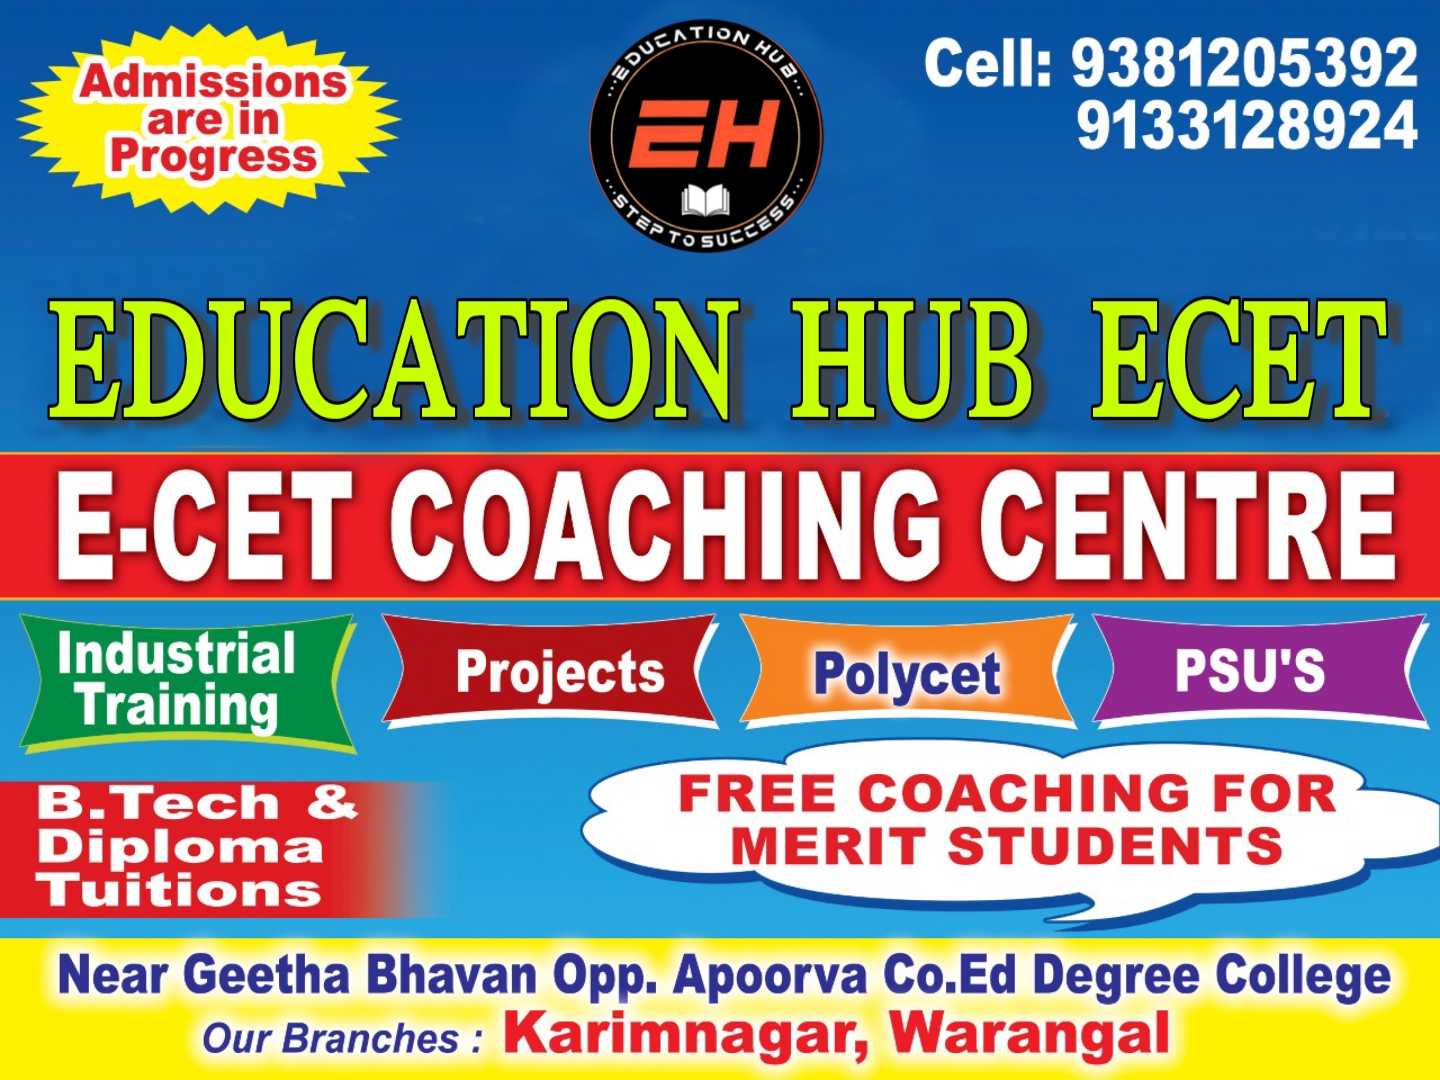 Admissions
are in
Progress
...EDUCATION HUB...
EH
...STEP TO SUCCESS...
Cell: 9381205392
9133128924
EDUCATION HUB ECET
E-CET COACHING CENTRE
Industrial
Training
Projects
Polycet
PSU'S
B.Tech &
Diploma
Tuitions
FREE COACHING FOR
MERIT STUDENTS
Near Geetha Bhavan Opp. Apoorva Co.Ed Degree College
Our Branches : Karimnagar, Warangal